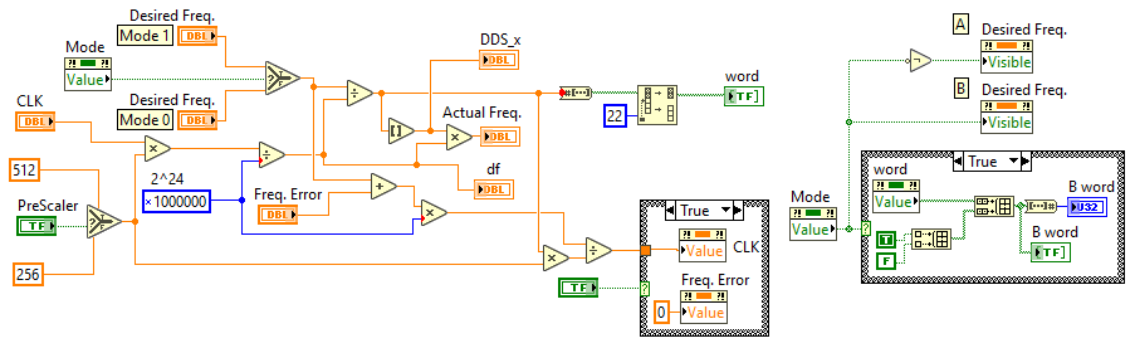 Desired Freq.
Mode 1
DBL
Mode
?! ?!
Value
?
T
F
Desired Freq.
Mode 0
DBL
CLK
DBL
512
PreScaler
TF
256
?
T
F
×
2^24
×1000000
÷
÷
[]
DDS_x
DBL
Actual Freq.
×
DBL
df
DBL
Freq. Error
DBL
+
×
×
÷
#[...]
22
word
TF
TF
True
?
?! ?!
Value
CLK
Freq. Error
0
?! ?!
Value
A
Desired Freq.
?! ?!
Visible
B
Desired Freq.
?! ?!
Visible
Mode
?! ?!
Value
True
?
word
?! ?!
Value
T
F
[...]#
B word
U32
B word
TF